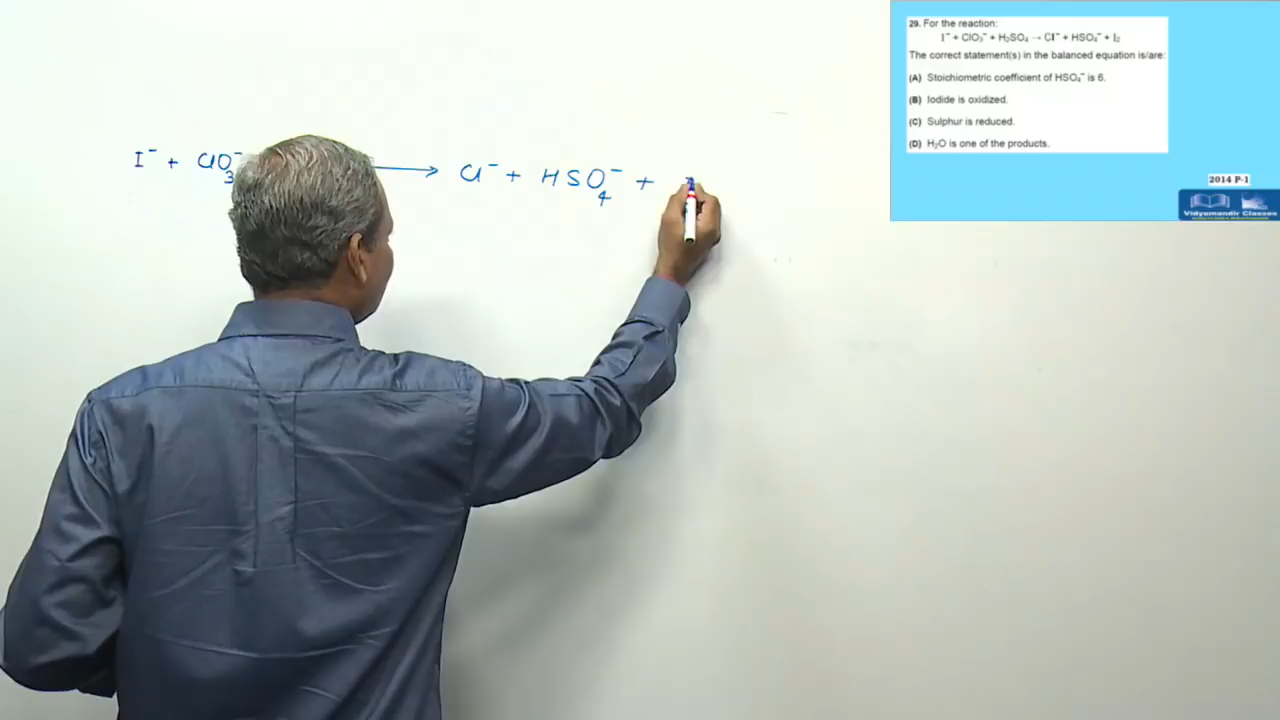 I⁻ + ClO₃⁻ → Cl⁻ + HSO₄⁻ +
29. For the reaction:
I⁻ + ClO₃⁻ + H₂SO₄ → Cl⁻ + HSO₄⁻ + I₂
The correct statement(s) in the balanced equation is/are:
(A) Stoichiometric coefficient of HSO₄⁻ is 6.
(B) Iodide is oxidized.
(C) Sulphur is reduced.
(D) H₂O is one of the products.
2014 P-1
Vidyamandir Classes